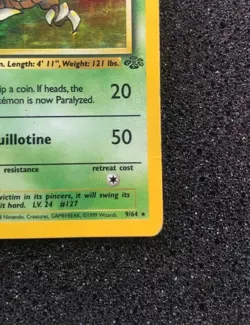 n. Length: 4' 11", Weight: 121 lbs.
ip a coin. If heads, the
okémon is now Paralyzed.
20
uillotine
50
resistance
retreat cost
victim in its pincers, it will swing its
it hard. LV. 24 #127
Nintendo, Creatures, GAMEFREAK. ©1999 Wizards.
9/64 ★